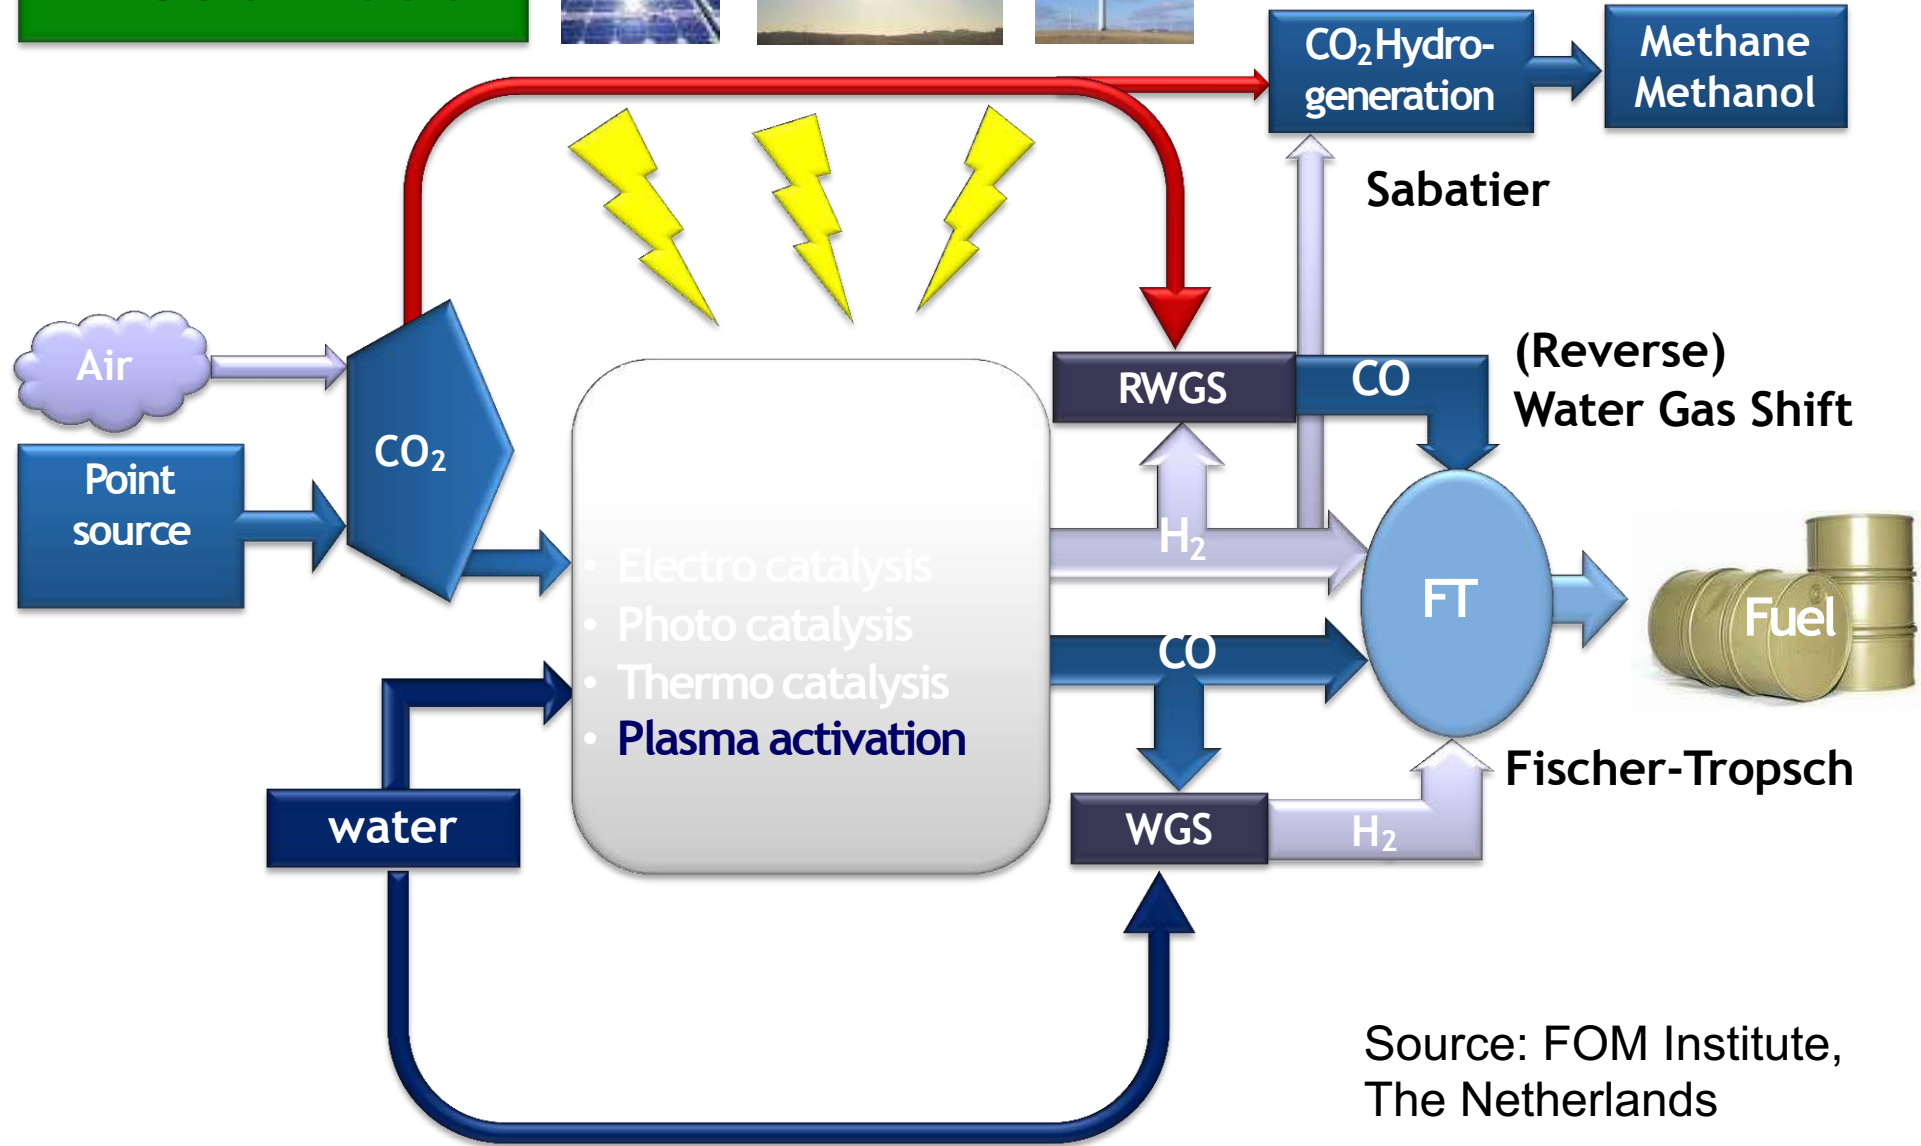 CO₂Hydro-
generation
Methane
Methanol
Sabatier
Air
CO₂
Point
source
RWGS
CO
(Reverse)
Water Gas Shift
H₂
• Electro catalysis
• Photo catalysis
• Thermo catalysis
• Plasma activation
FT
Fuel
CO
Fischer-Tropsch
water
WGS
H₂
Source: FOM Institute,
The Netherlands